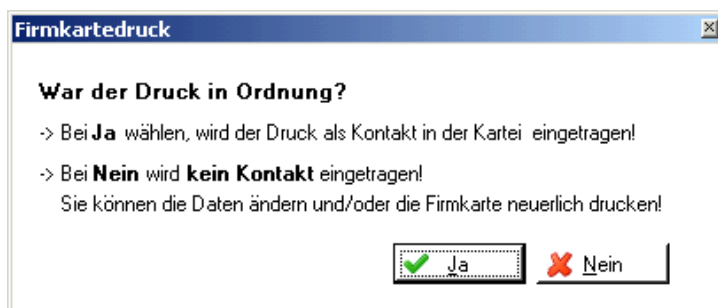 Firmkartedruck
War der Druck in Ordnung?
-> Bei Ja wählen, wird der Druck als Kontakt in der Kartei eingetragen!
-> Bei Nein wird kein Kontakt eingetragen!
Sie können die Daten ändern und/oder die Firmkarte neuerlich drucken!
Ja Nein